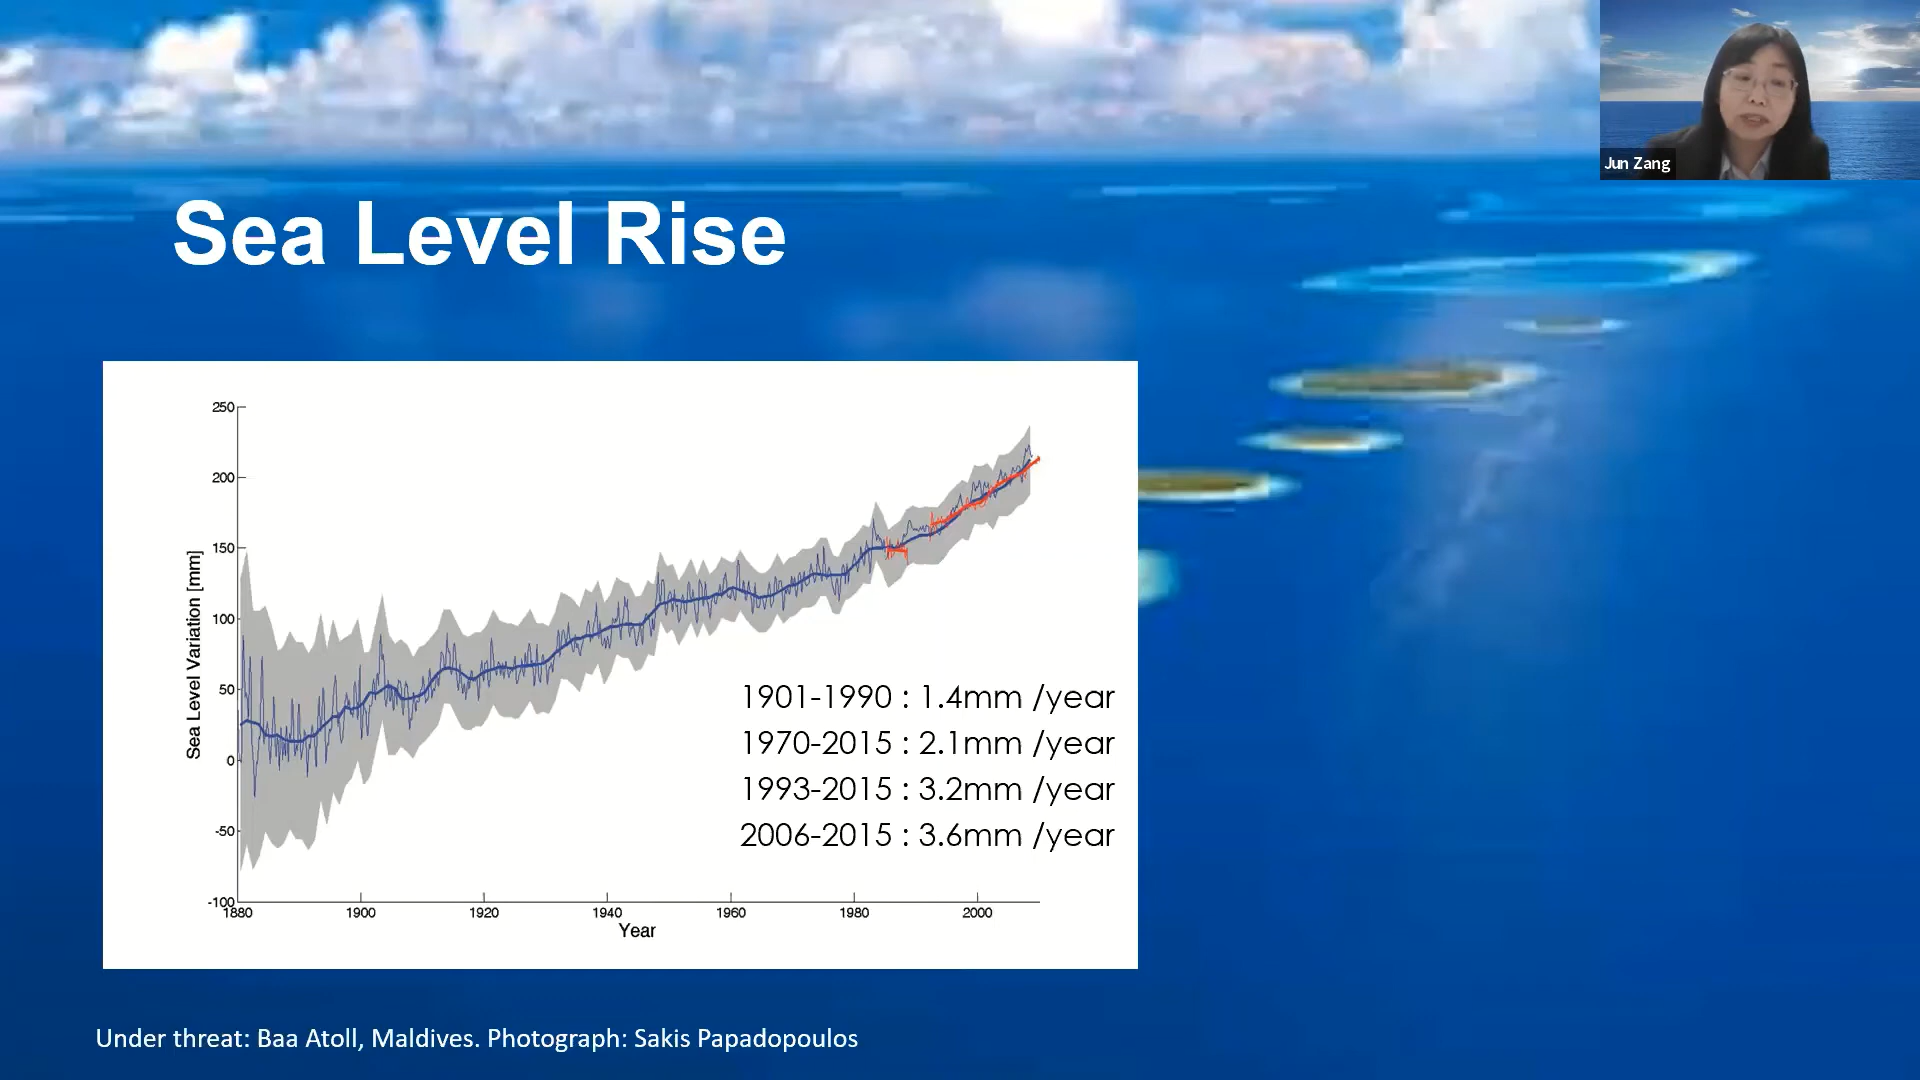 Jun Zang
Sea Level Rise
250
200
150
100
50
0
-50
-100
Sea Level Variation [mm]
1901-1990 : 1.4mm /year
1970-2015 : 2.1mm /year
1993-2015 : 3.2mm /year
2006-2015 : 3.6mm /year
1880 1900 1920 1940 1960 1980 2000
Year
Under threat: Baa Atoll, Maldives. Photograph: Sakis Papadopoulos